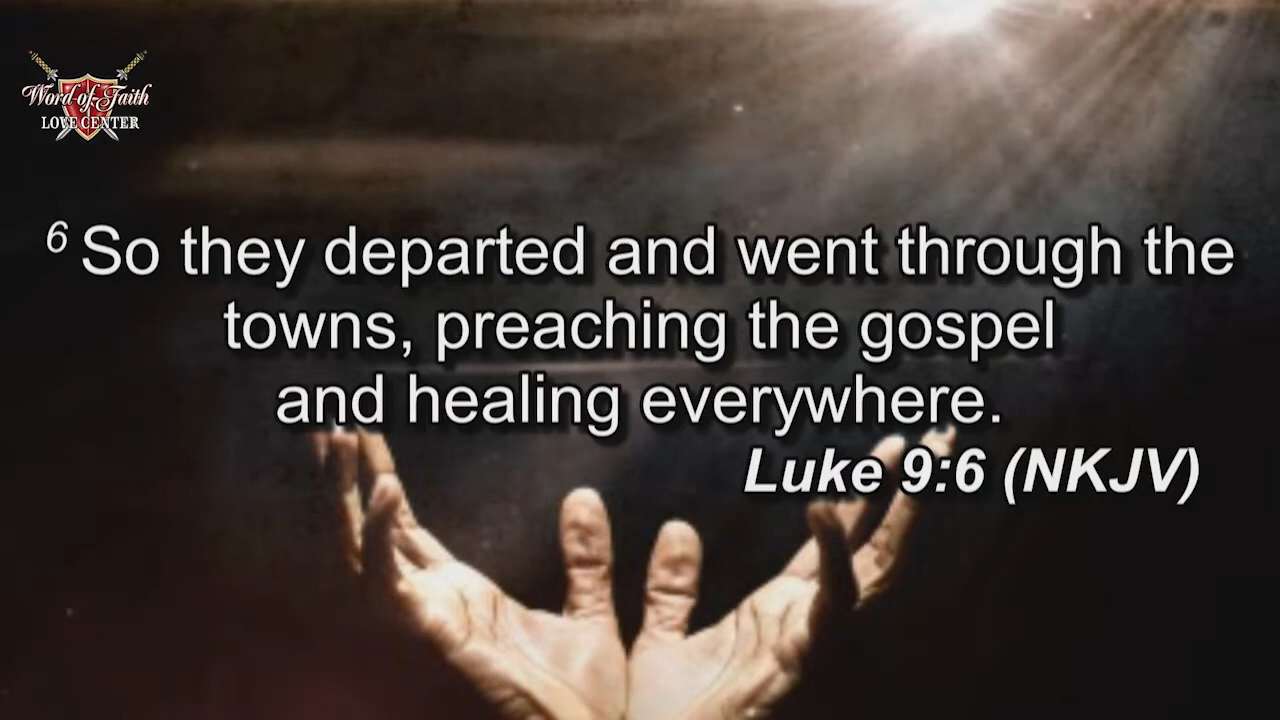 Word of Faith
LOVE CENTER
6 So they departed and went through the
towns, preaching the gospel
and healing everywhere.
Luke 9:6 (NKJV)